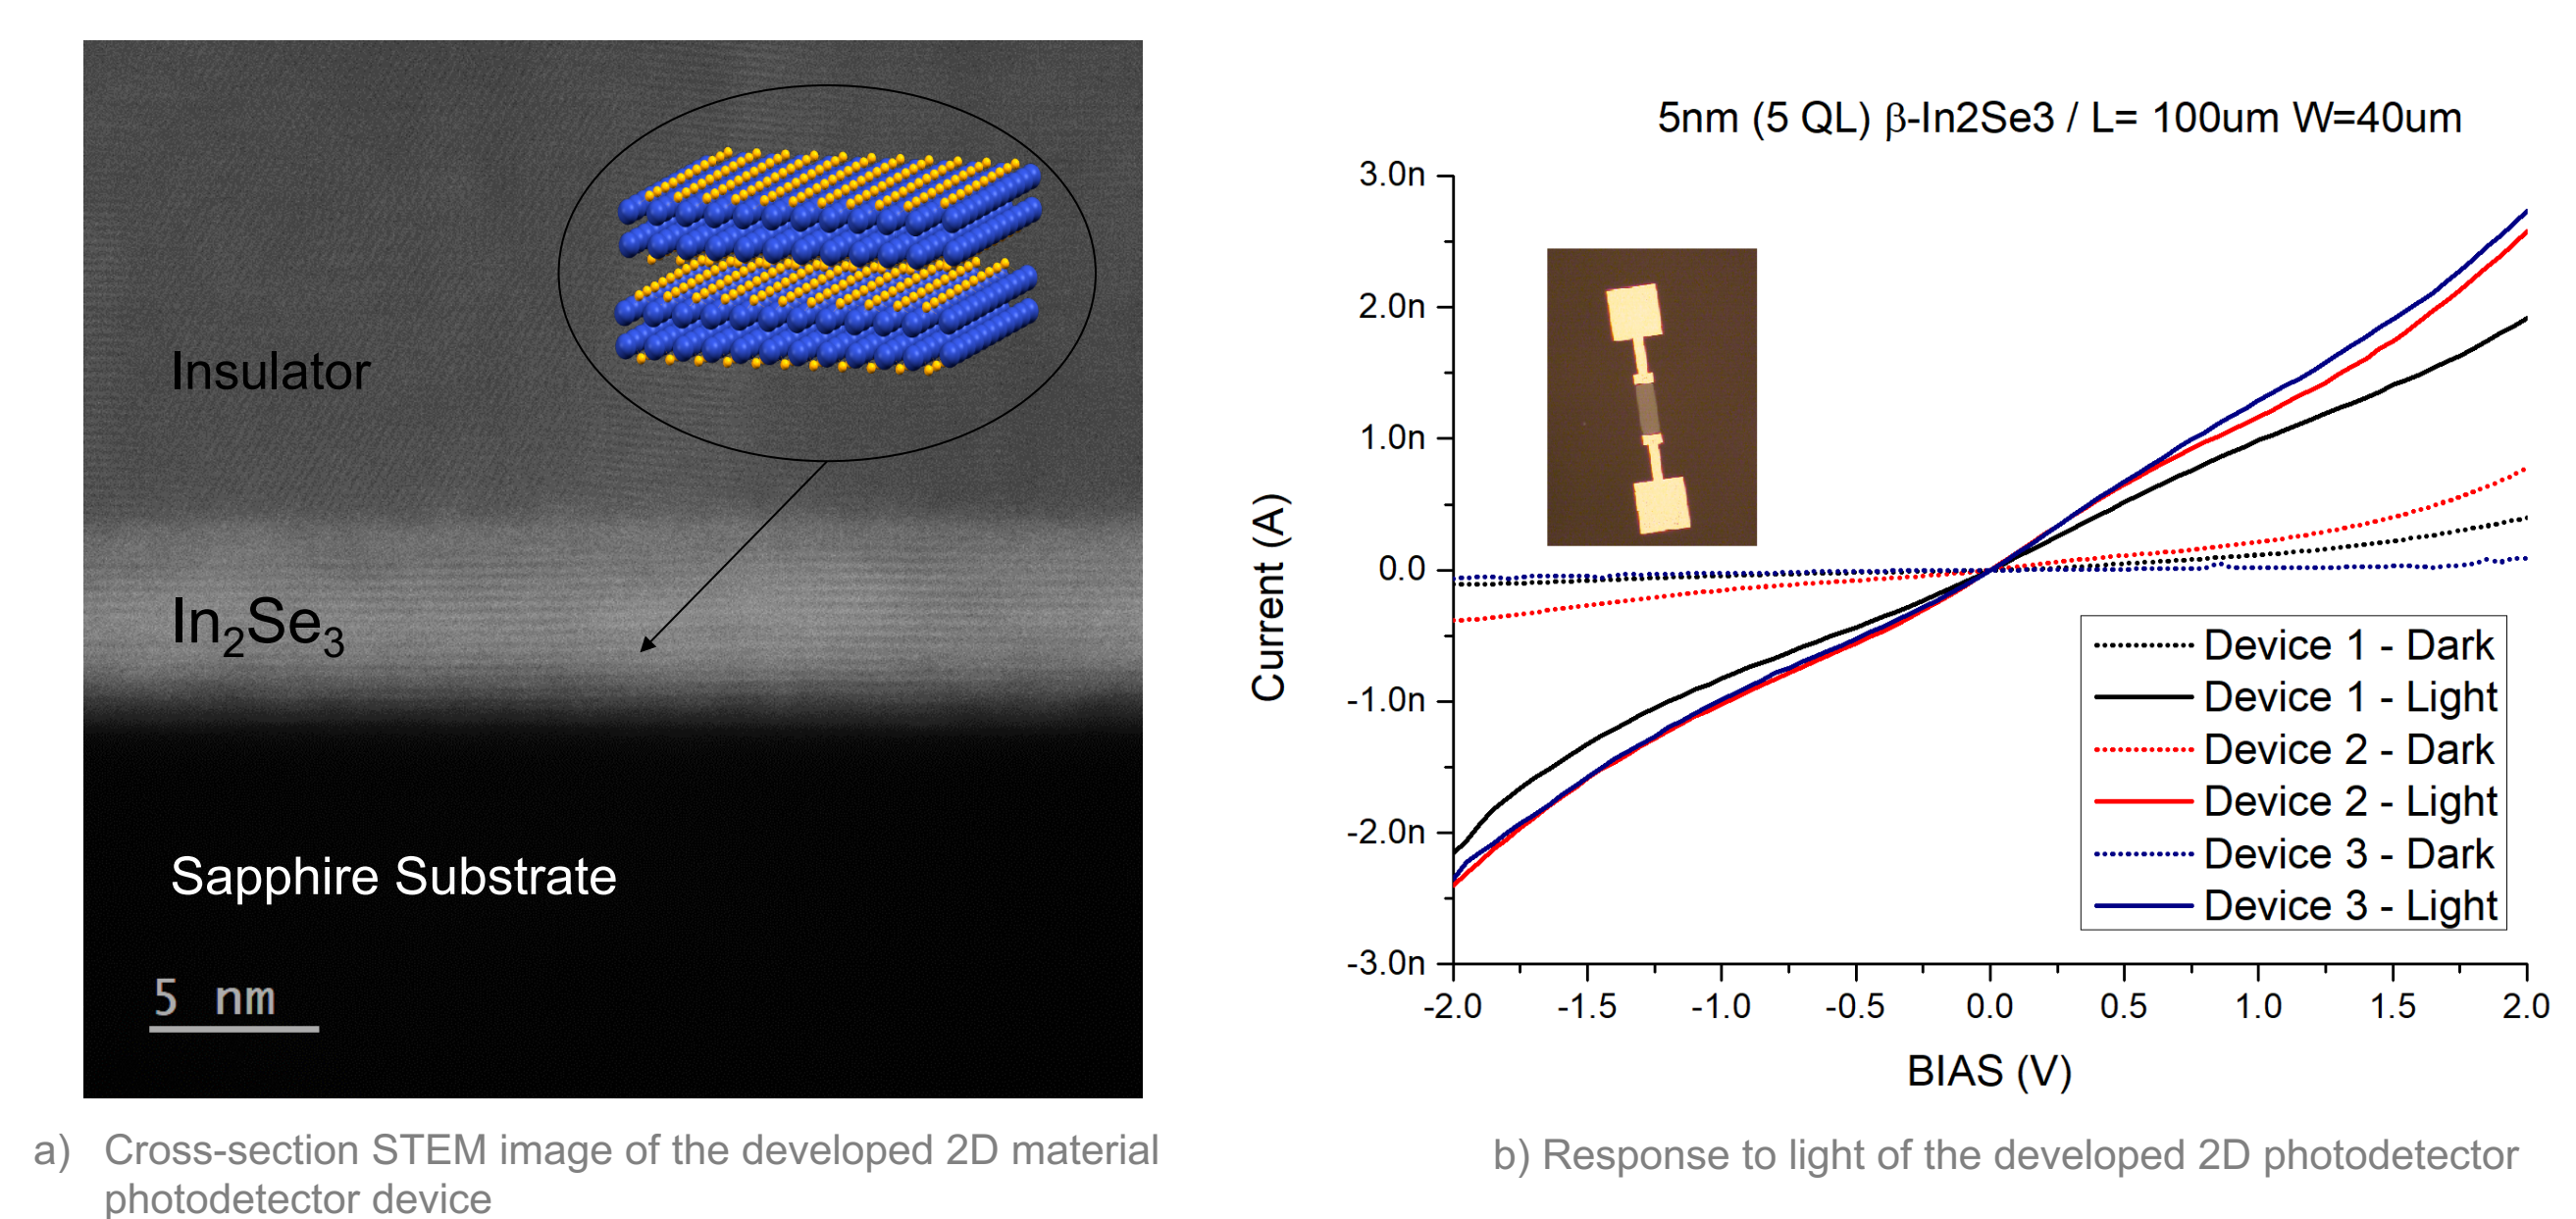 Insulator
In₂Se₃
Sapphire Substrate
5 nm
a) Cross-section STEM image of the developed 2D material
photodetector device
5nm (5 QL) β-In2Se3 / L= 100um W=40um
3.0n
2.0n
1.0n
0.0
-1.0n
-2.0n
-3.0n
Current (A)
-2.0 -1.5 -1.0 -0.5 0.0 0.5 1.0 1.5 2.0
BIAS (V)
Device 1 - Dark
Device 1 - Light
Device 2 - Dark
Device 2 - Light
Device 3 - Dark
Device 3 - Light
b) Response to light of the developed 2D photodetector